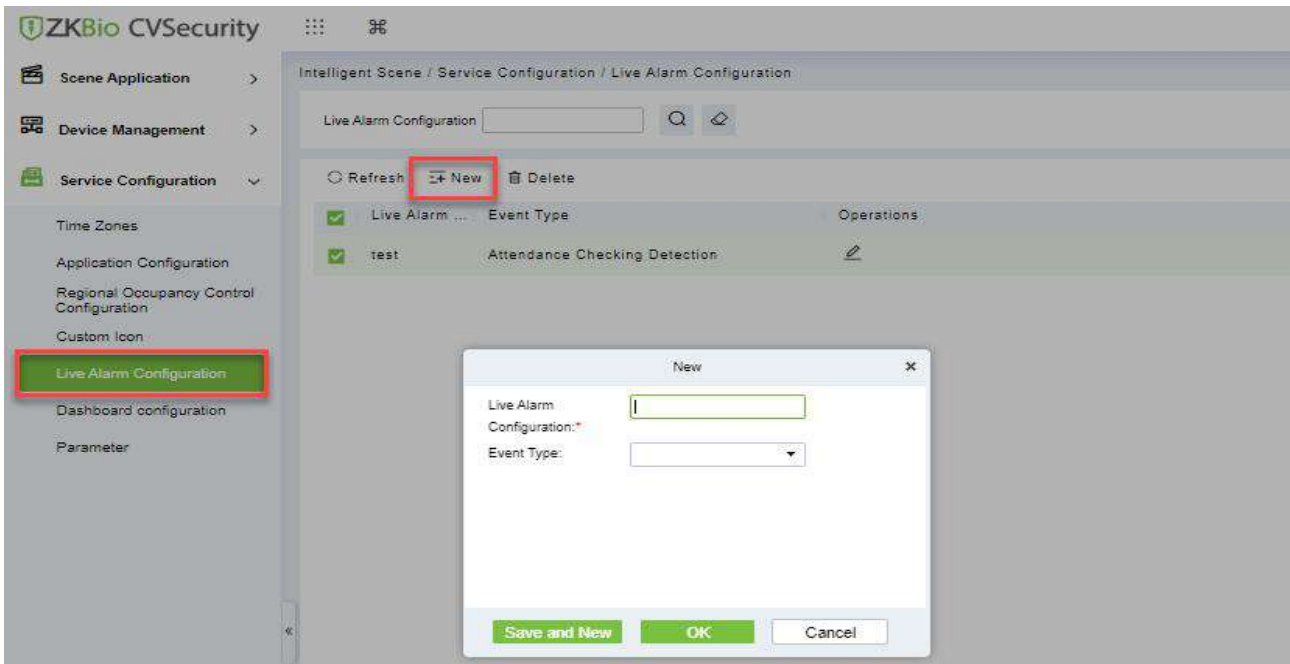 ZKBio CVSecurity
Scene Application
Device Management
Service Configuration
Time Zones
Application Configuration
Regional Occupancy Control
Configuration
Custom Icon
Live Alarm Configuration
Dashboard configuration
Parameter
Intelligent Scene / Service Configuration / Live Alarm Configuration
Live Alarm Configuration
Refresh New Delete
Live Alarm ... Event Type Operations
test Attendance Checking Detection
New
Live Alarm
Configuration:*
Event Type:
Save and New OK Cancel